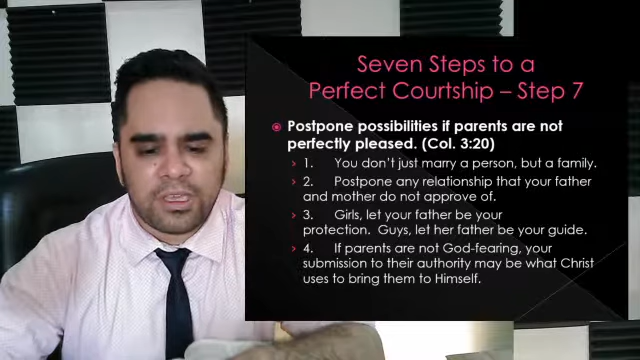 Seven Steps to a
Perfect Courtship – Step 7
Postpone possibilities if parents are not
perfectly pleased. (Col. 3:20)
1. You don't just marry a person, but a family.
2. Postpone any relationship that your father
and mother do not approve of.
3. Girls, let your father be your
protection. Guys, let her father be your guide.
4. If parents are not God-fearing, your
submission to their authority may be what Christ
uses to bring them to Himself.